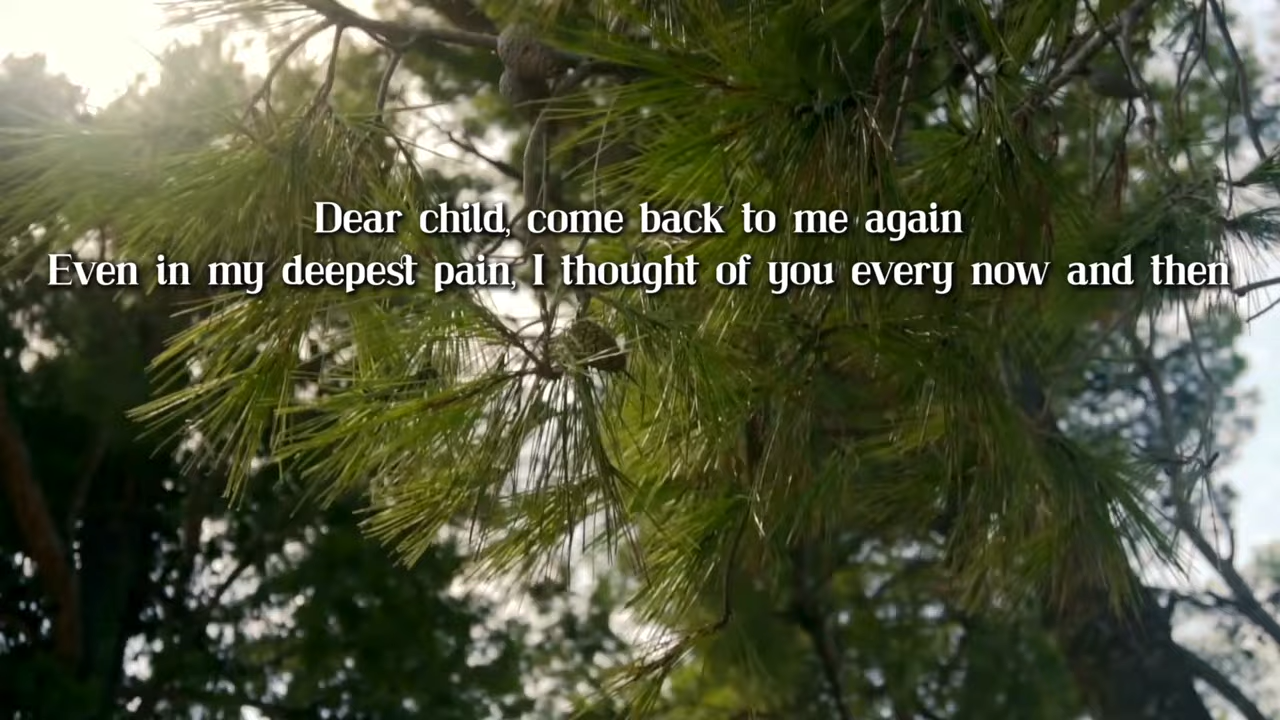 Dear child, come back to me again
Even in my deepest pain, I thought of you every now and then